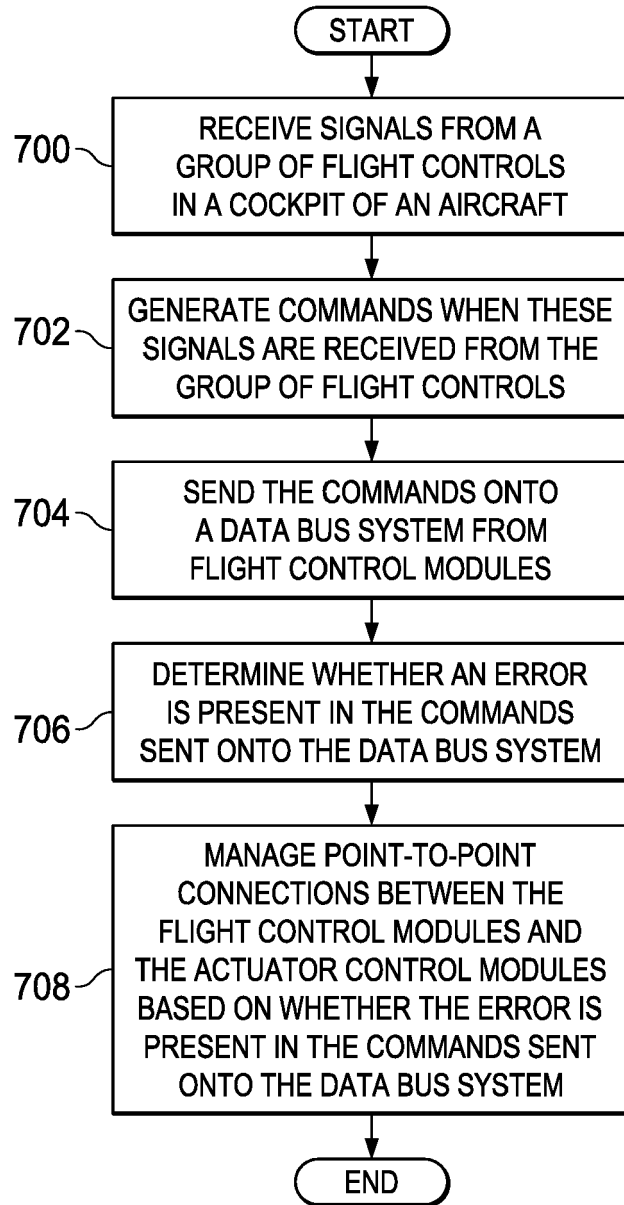 START
700
RECEIVE SIGNALS FROM A
GROUP OF FLIGHT CONTROLS
IN A COCKPIT OF AN AIRCRAFT
702
GENERATE COMMANDS WHEN THESE
SIGNALS ARE RECEIVED FROM THE
GROUP OF FLIGHT CONTROLS
704
SEND THE COMMANDS ONTO
A DATA BUS SYSTEM FROM
FLIGHT CONTROL MODULES
706
DETERMINE WHETHER AN ERROR
IS PRESENT IN THE COMMANDS
SENT ONTO THE DATA BUS SYSTEM
708
MANAGE POINT-TO-POINT
CONNECTIONS BETWEEN THE
FLIGHT CONTROL MODULES AND
THE ACTUATOR CONTROL MODULES
BASED ON WHETHER THE ERROR IS
PRESENT IN THE COMMANDS SENT
ONTO THE DATA BUS SYSTEM
END